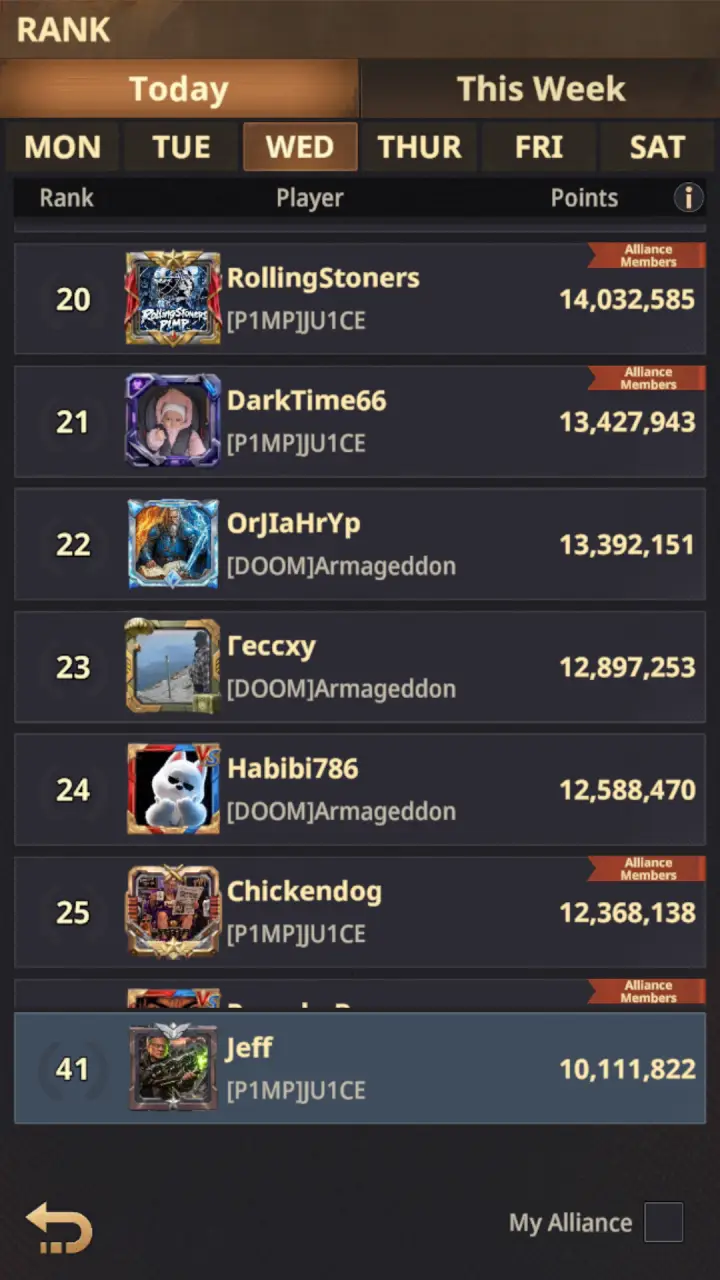 RANK
Today
This Week
MON
TUE
WED
THUR
FRI
SAT
Rank
Player
Points
Alliance
Members
20
RollingStoners
[P1MP]JU1CE
14,032,585
Alliance
Members
21
DarkTime66
[P1MP]JU1CE
13,427,943
22
OrJIaHrYp
[DOOM]Armageddon
13,392,151
23
Гессху
[DOOM]Armageddon
12,897,253
24
Habibi786
[DOOM]Armageddon
12,588,470
Alliance
Members
25
Chickendog
[P1MP]JU1CE
12,368,138
Alliance
Members
41
Jeff
[P1MP]JU1CE
10,111,822
My Alliance